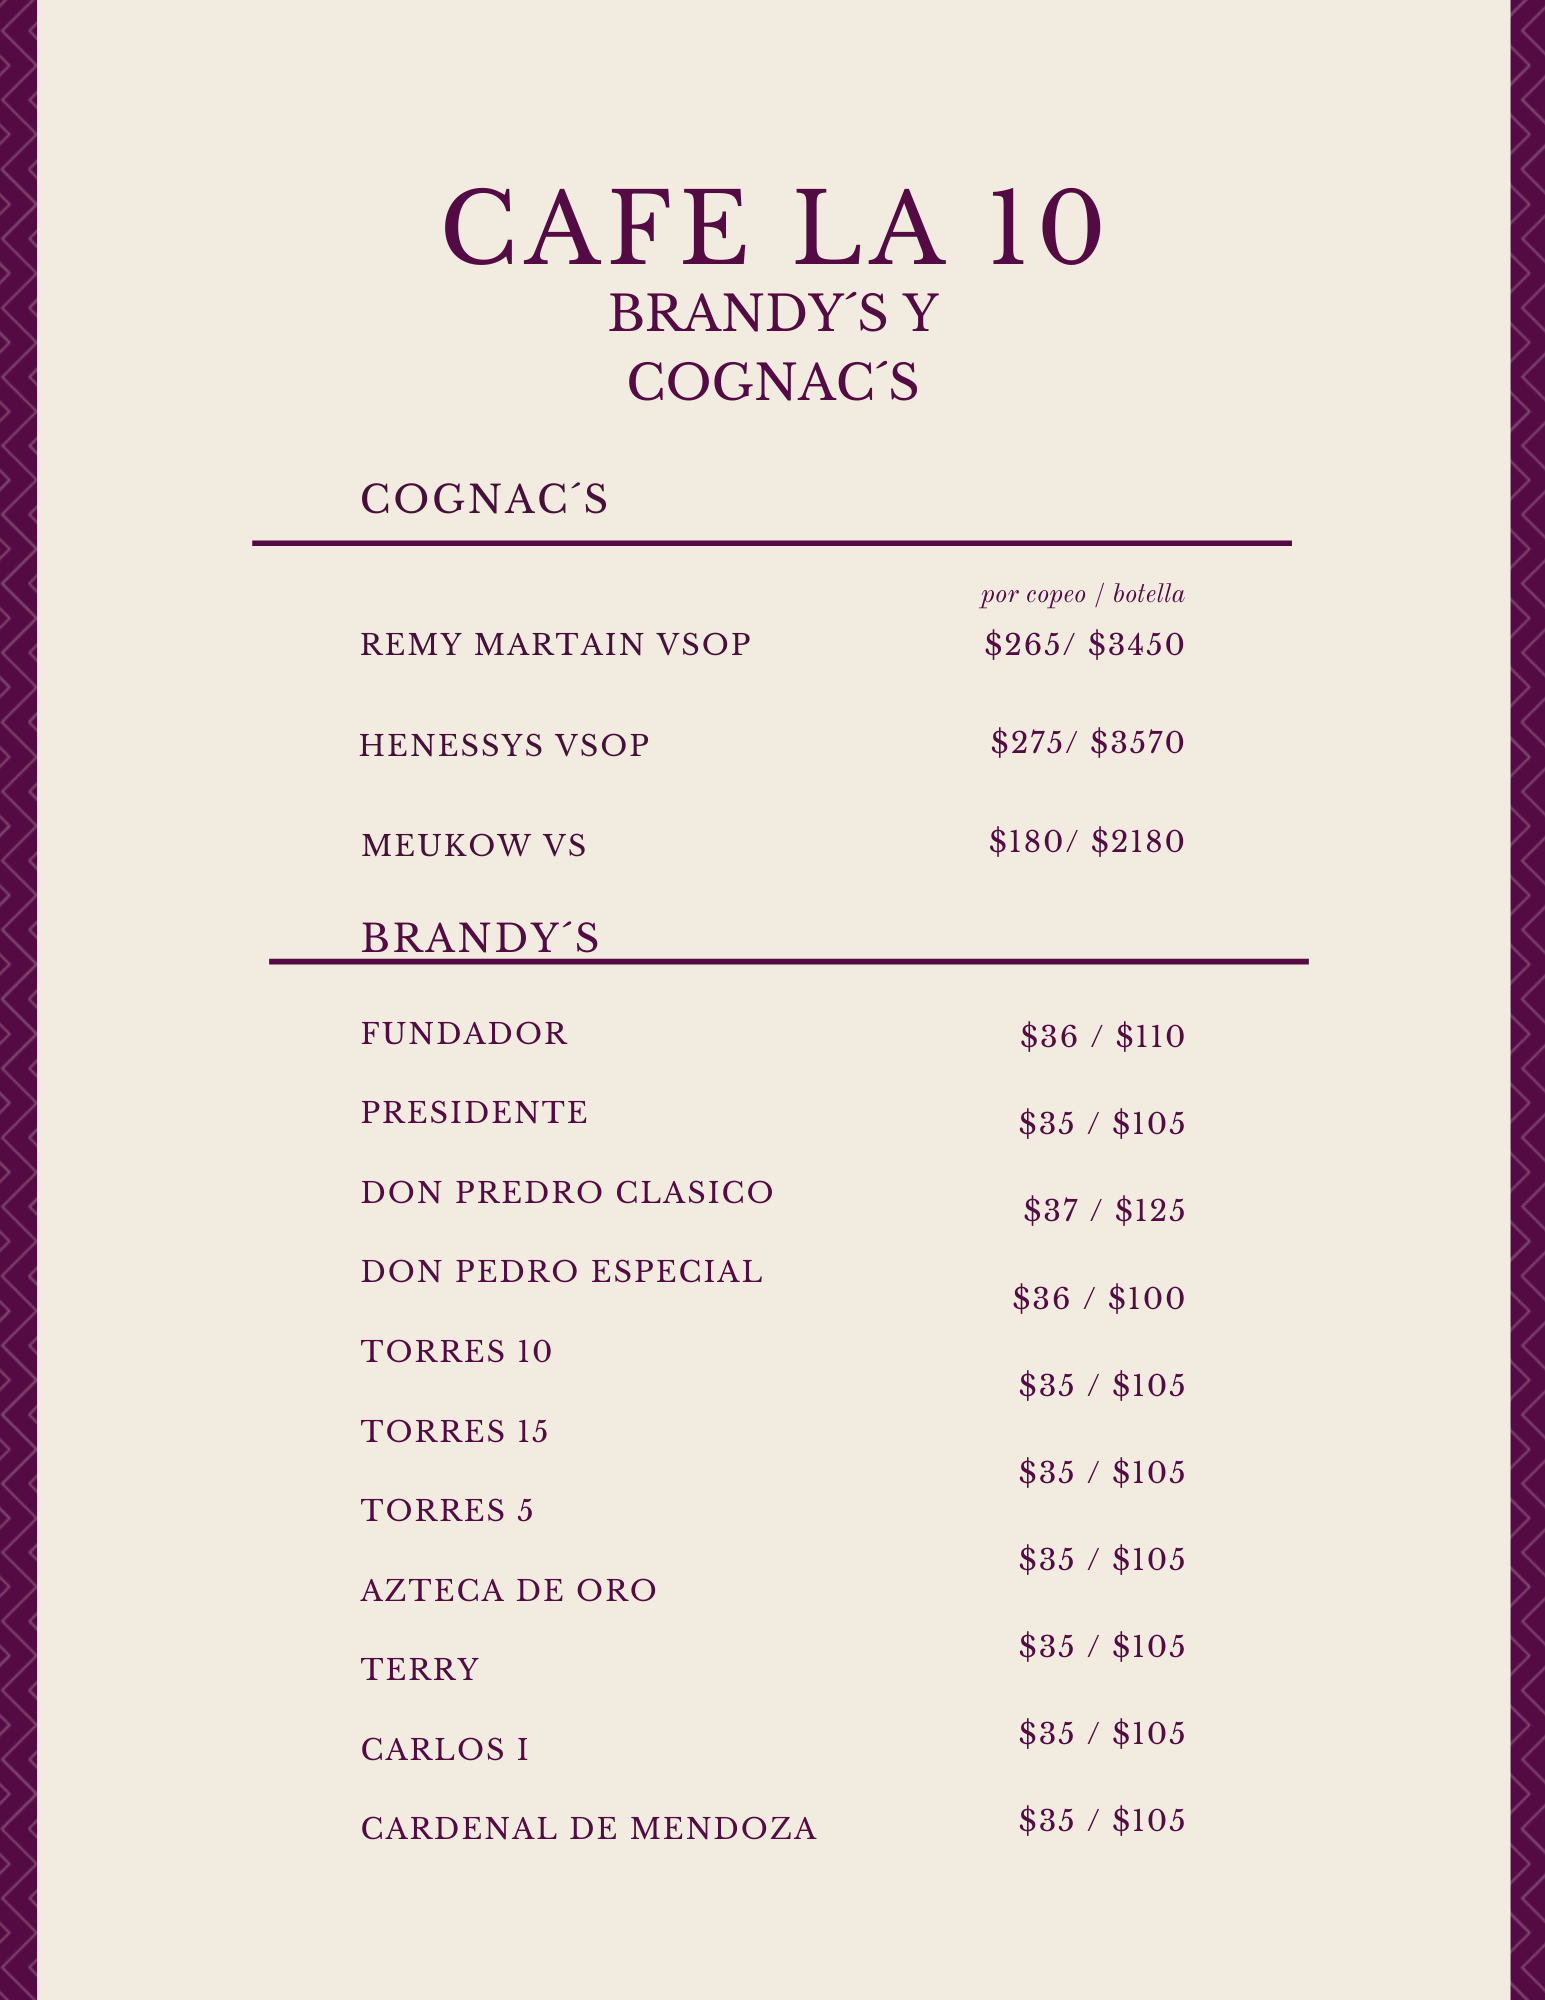 CAFE LA 10
BRANDY´S Y
COGNAC´S
COGNAC´S
por copeo / botella
REMY MARTAIN VSOP $265/ $3450
HENESSYS VSOP $275/ $3570
MEUKOW VS $180/ $2180
BRANDY´S
FUNDADOR $36 / $110
PRESIDENTE $35 / $105
DON PREDRO CLASICO $37 / $125
DON PEDRO ESPECIAL $36 / $100
TORRES 10
$35 / $105
TORRES 15
$35 / $105
TORRES 5
$35 / $105
AZTECA DE ORO
$35 / $105
TERRY
$35 / $105
CARLOS I
CARDENAL DE MENDOZA $35 / $105